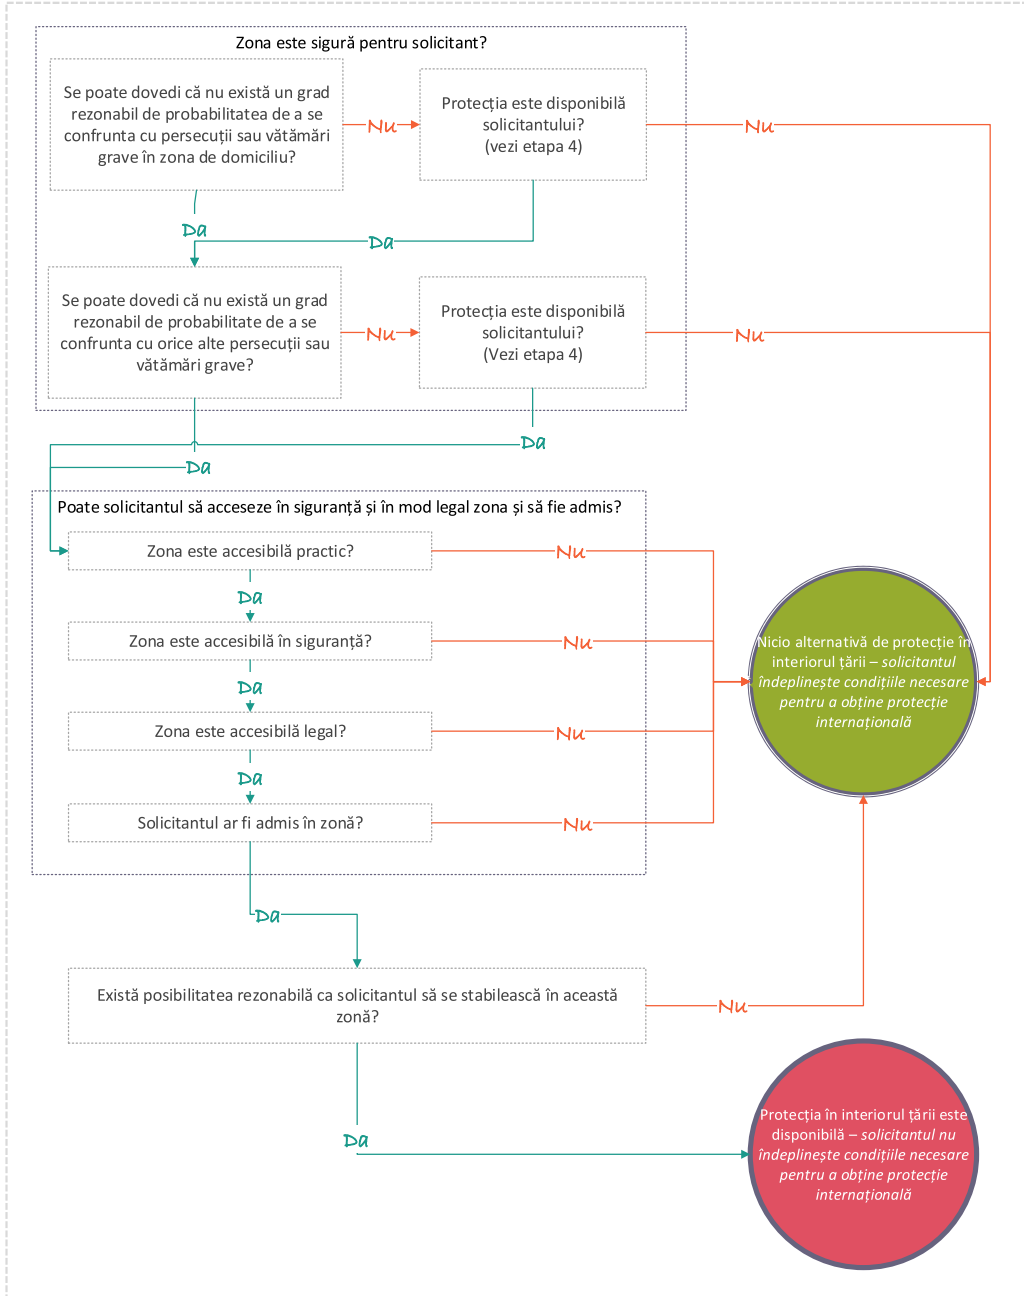 Zona este sigură pentru solicitant?
Se poate dovedi că nu există un grad
rezonabil de probabilitatea de a se
confrunta cu persecuții sau vătămări
grave în zona de domiciliu?
Nu
Protecția este disponibilă
solicitantului?
(vezi etapa 4)
Nu
Da
Da
Se poate dovedi că nu există un grad
rezonabil de probabilitate de a se
confrunta cu orice alte persecuții sau
vătămări grave?
Nu
Protecția este disponibilă
solicitantului?
(Vezi etapa 4)
Nu
Da
Da
Poate solicitantul să acceseze în siguranță și în mod legal zona și să fie admis?
Zona este accesibilă practic?
Nu
Da
Zona este accesibilă în siguranță?
Nu
Da
Zona este accesibilă legal?
Nu
Da
Solicitantul ar fi admis în zonă?
Nu
Nicio alternativă de protecție în
interiorul țării – solicitantul
îndeplinește condițiile necesare
pentru a obține protecție
internațională
Da
Există posibilitatea rezonabilă ca solicitantul să se stabilească în această
zonă?
Nu
Da
Protecția în interiorul țării este
disponibilă – solicitantul nu
îndeplinește condițiile necesare
pentru a obține protecție
internațională